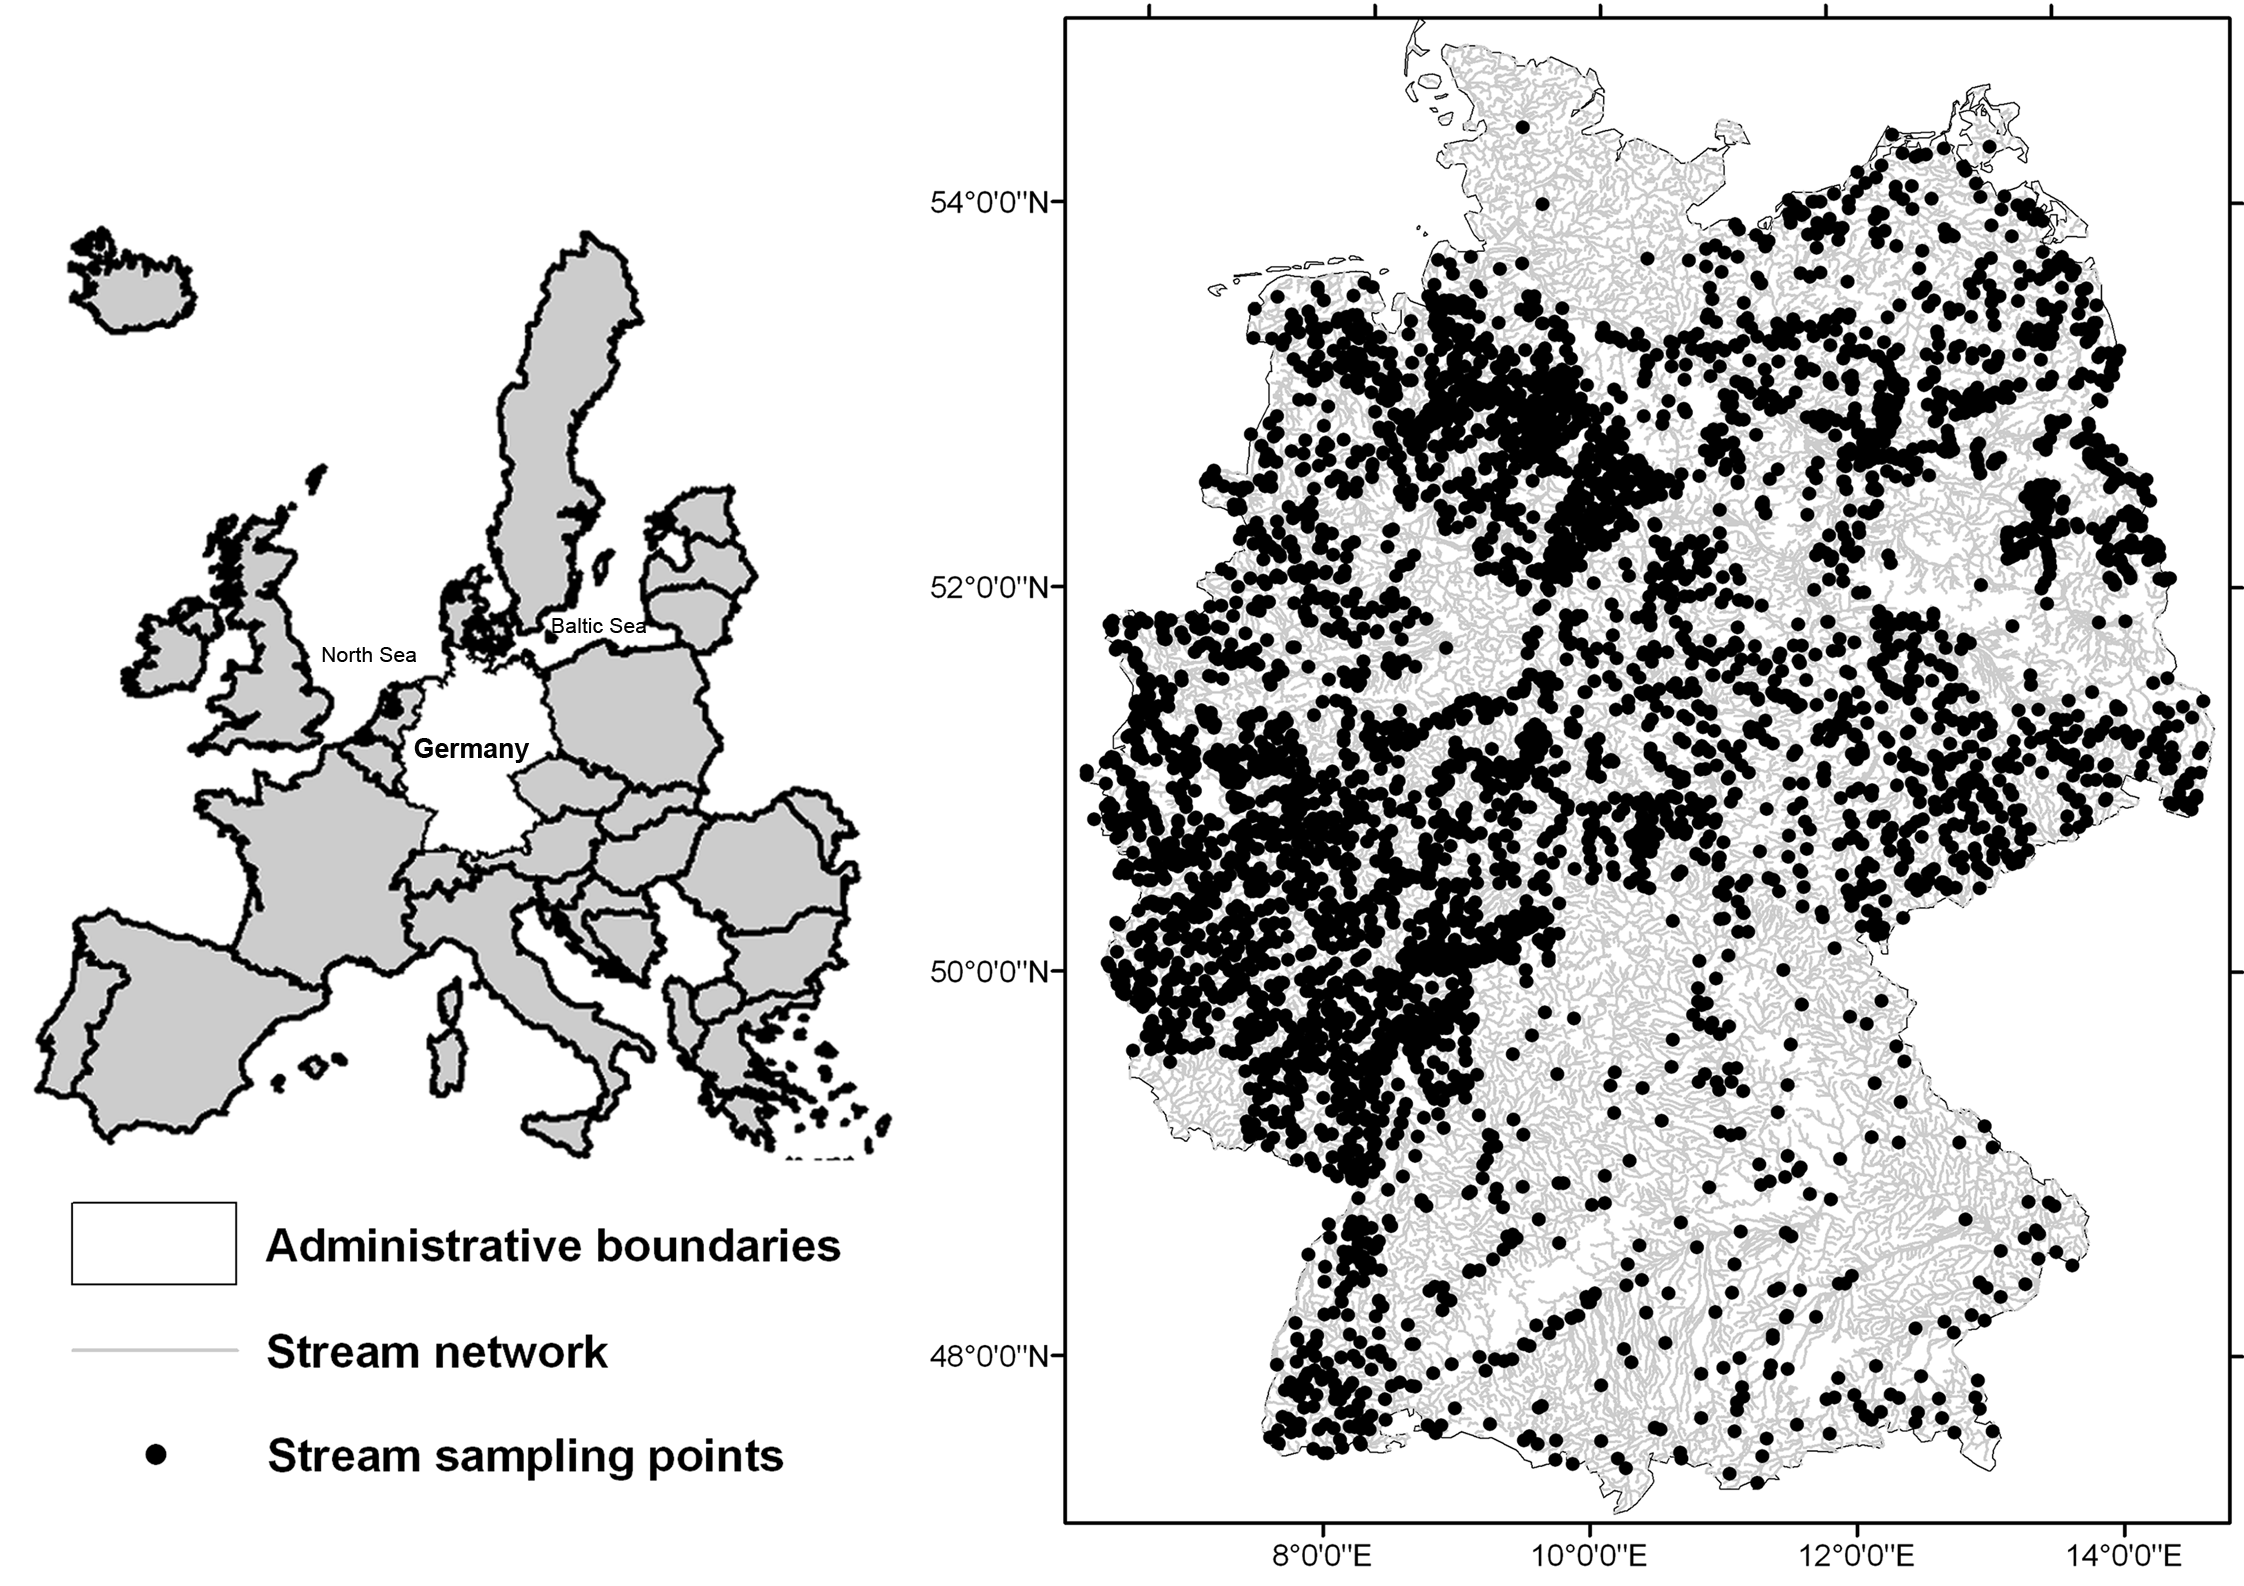 54°0'0"N
Baltic Sea
North Sea
52°0'0"N
Germany
50°0'0"N
Administrative boundaries
Stream network
48°0'0"N
Stream sampling points
8°0'0"E
10°0'0"E
12°0'0"E
14°0'0"E